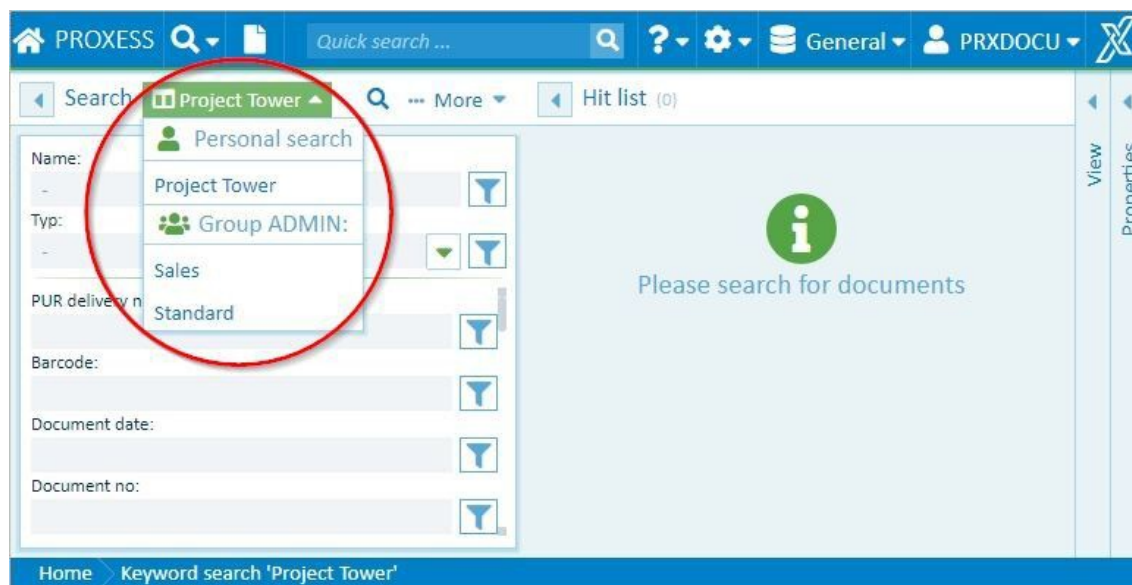 PROXESS Quick search ... General PRXDOCU
Search Project Tower ... More Hit list (0)
Personal search
Name:
-
Project Tower
Typ:
Group ADMIN:
-
Sales
PUR delivery n
Standard
Barcode:
Document date:
Document no:
Please search for documents
View
Properties
Home Keyword search 'Project Tower'